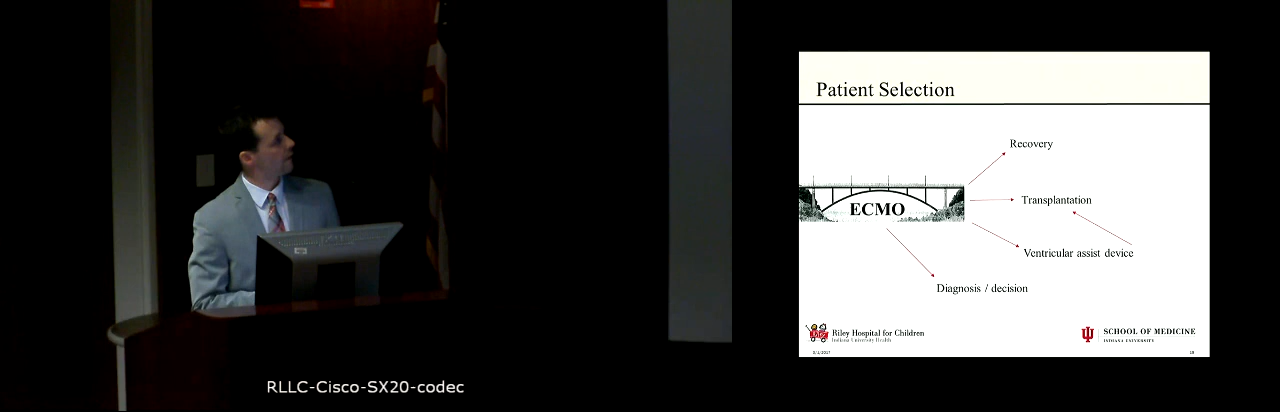 Patient Selection
Recovery
ECMO
Transplantation
Ventricular assist device
Diagnosis / decision
Riley Hospital for Children
Indiana University Health
SCHOOL OF MEDICINE
INDIANA UNIVERSITY
RLLC-Cisco-SX20-codec